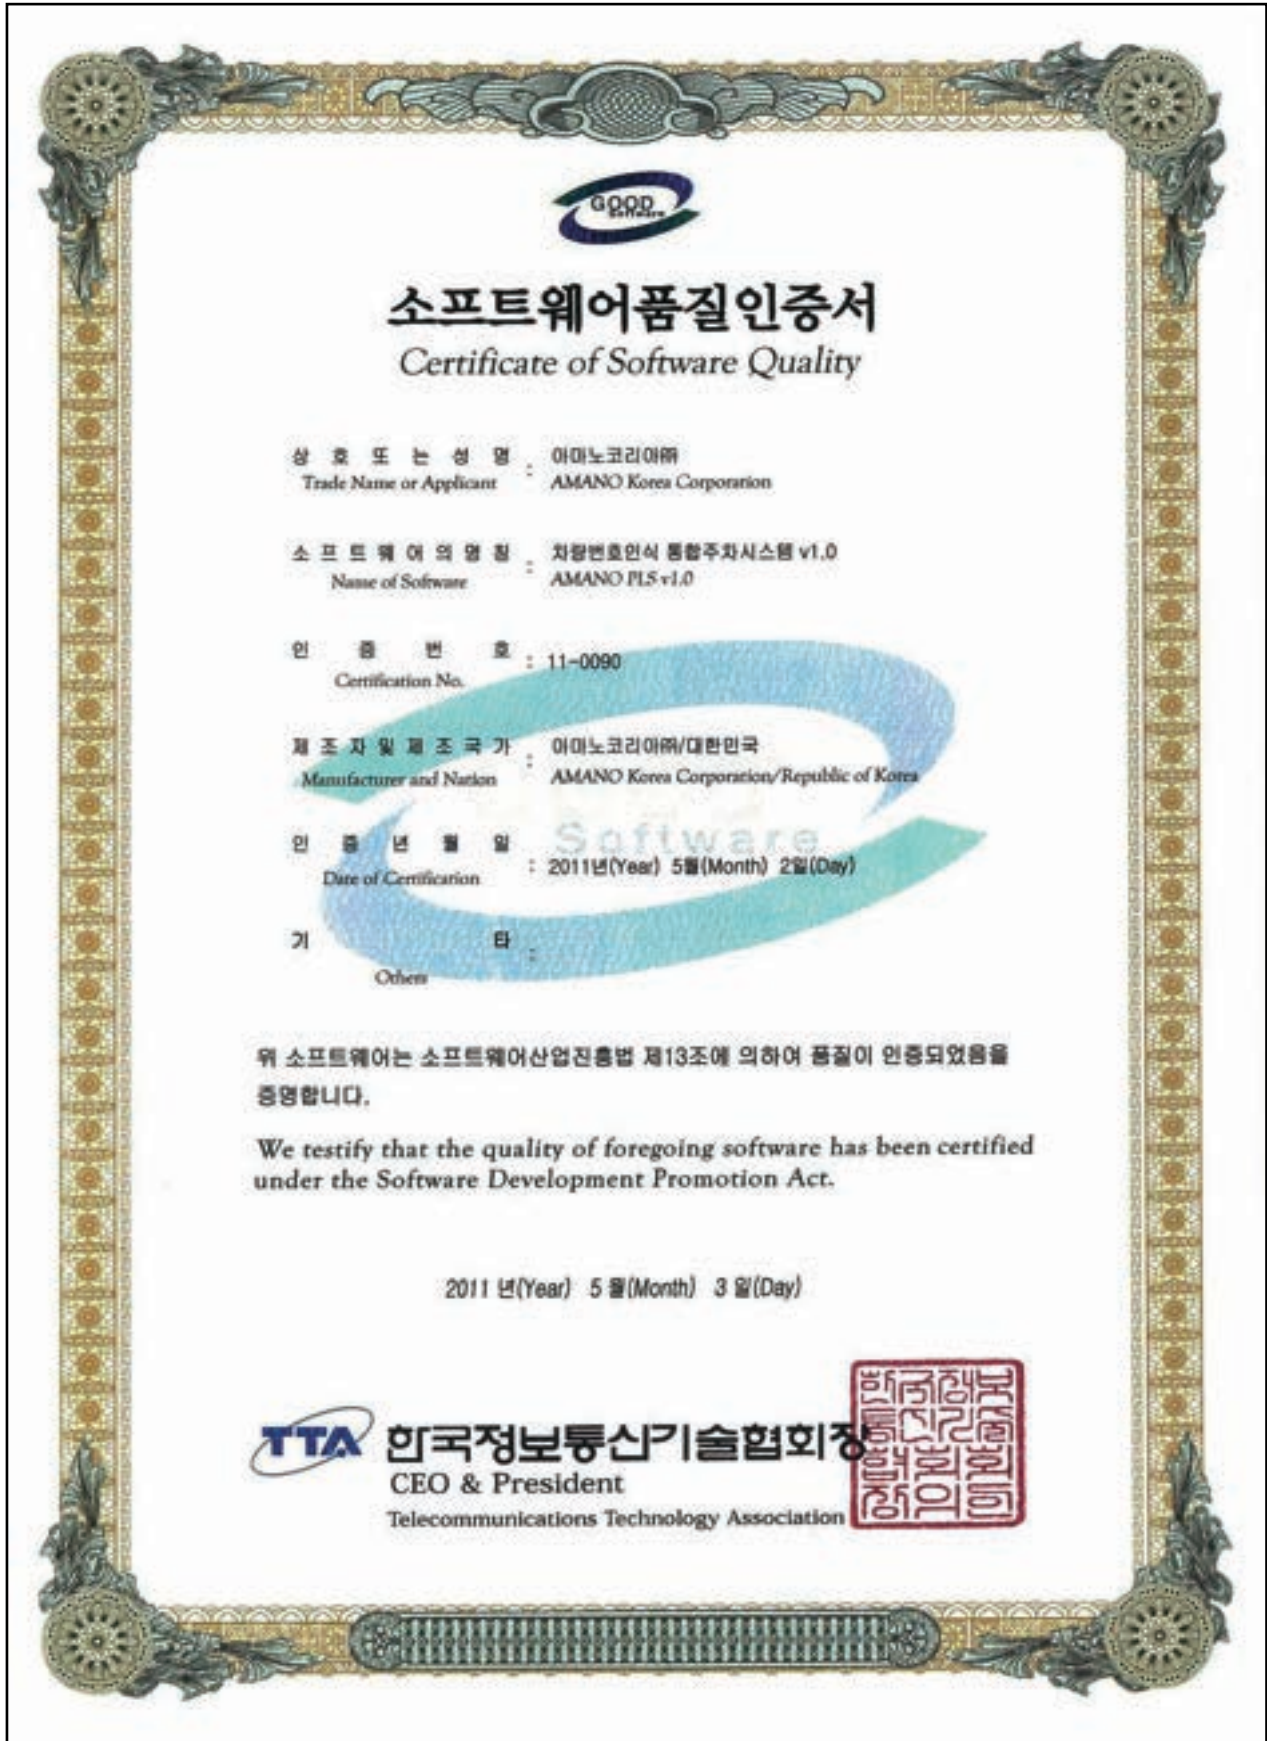 GOOD
Software
소프트웨어품질인증서
Certificate of Software Quality
상호또는성명 : 아마노코리아㈜
Trade Name or Applicant AMANO Korea Corporation
소프트웨어의명칭 : 차량번호인식 통합주차시스템 v1.0
Name of Software AMANO PLS v1.0
인증번호 : 11-0090
Certification No.
제조자및제조국가 : 아마노코리아㈜/대한민국
Manufacturer and Nation AMANO Korea Corporation/Republic of Korea
Software
인증년월일 : 2011년(Year) 5월(Month) 2일(Day)
Date of Certification
기타 :
Others
위 소프트웨어는 소프트웨어산업진흥법 제13조에 의하여 품질이 인증되었음을
증명합니다.
We testify that the quality of foregoing software has been certified
under the Software Development Promotion Act.
2011 년(Year) 5 월(Month) 3 일(Day)
TTA 한국정보통신기술협회장
CEO & President
Telecommunications Technology Association